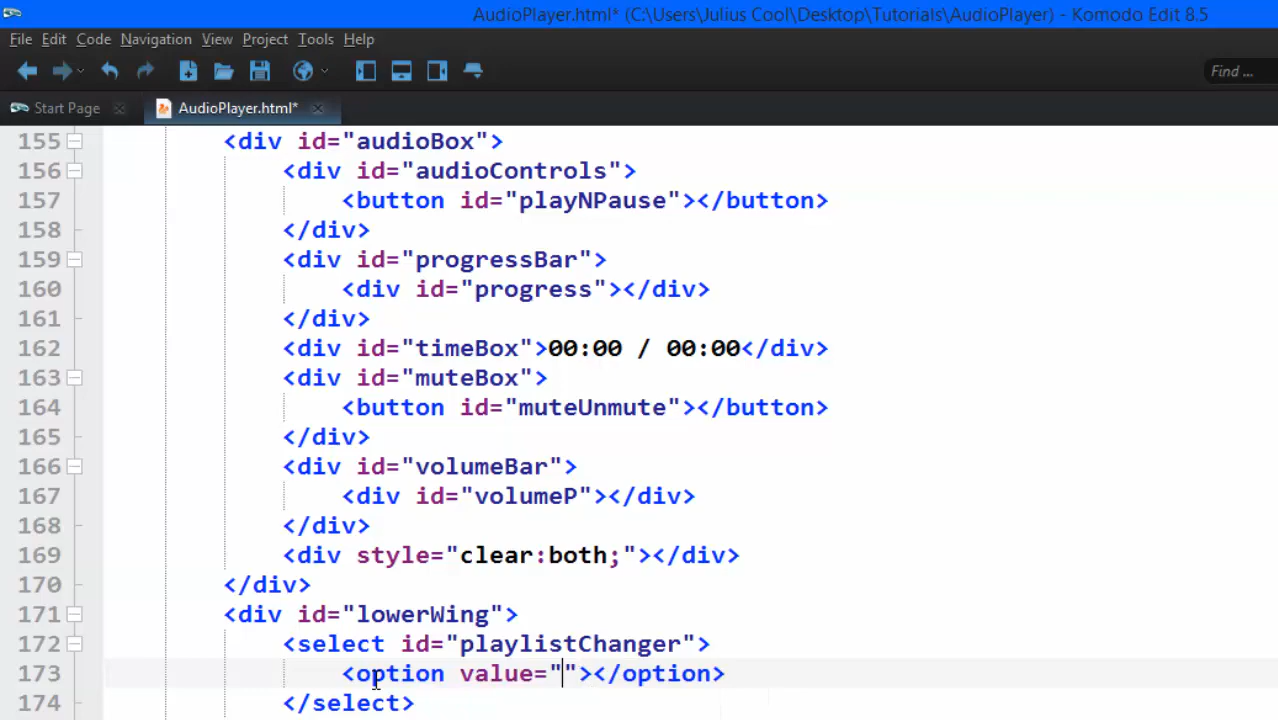 AudioPlayer.html* (C:\Users\Julius Cool\Desktop\Tutorials\AudioPlayer) - Komodo Edit 8.5
File Edit Code Navigation View Project Tools Help
Find ...
Start Page AudioPlayer.html*
155 <div id="audioBox">
156 <div id="audioControls">
157 <button id="playNPause"></button>
158 </div>
159 <div id="progressBar">
160 <div id="progress"></div>
161 </div>
162 <div id="timeBox">00:00 / 00:00</div>
163 <div id="muteBox">
164 <button id="muteUnmute"></button>
165 </div>
166 <div id="volumeBar">
167 <div id="volumeP"></div>
168 </div>
169 <div style="clear:both;"></div>
170 </div>
171 <div id="lowerWing">
172 <select id="playlistChanger">
173 <option value=""></option>
174 </select>